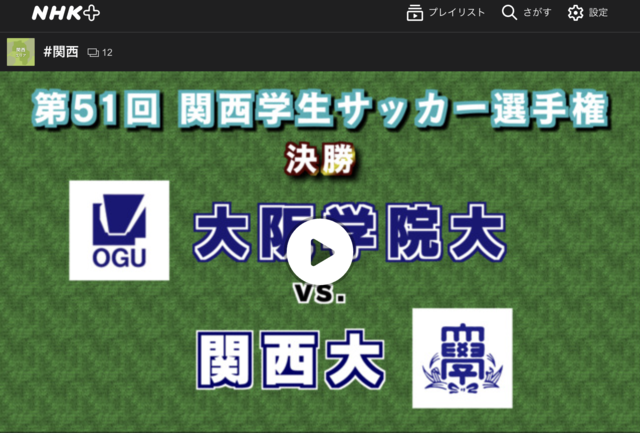 NHK+
プレイリスト
さがす
設定
#関西 12
第51回 関西学生サッカー選手権
決勝
OGU
大阪学院大
vs.
関西大
學